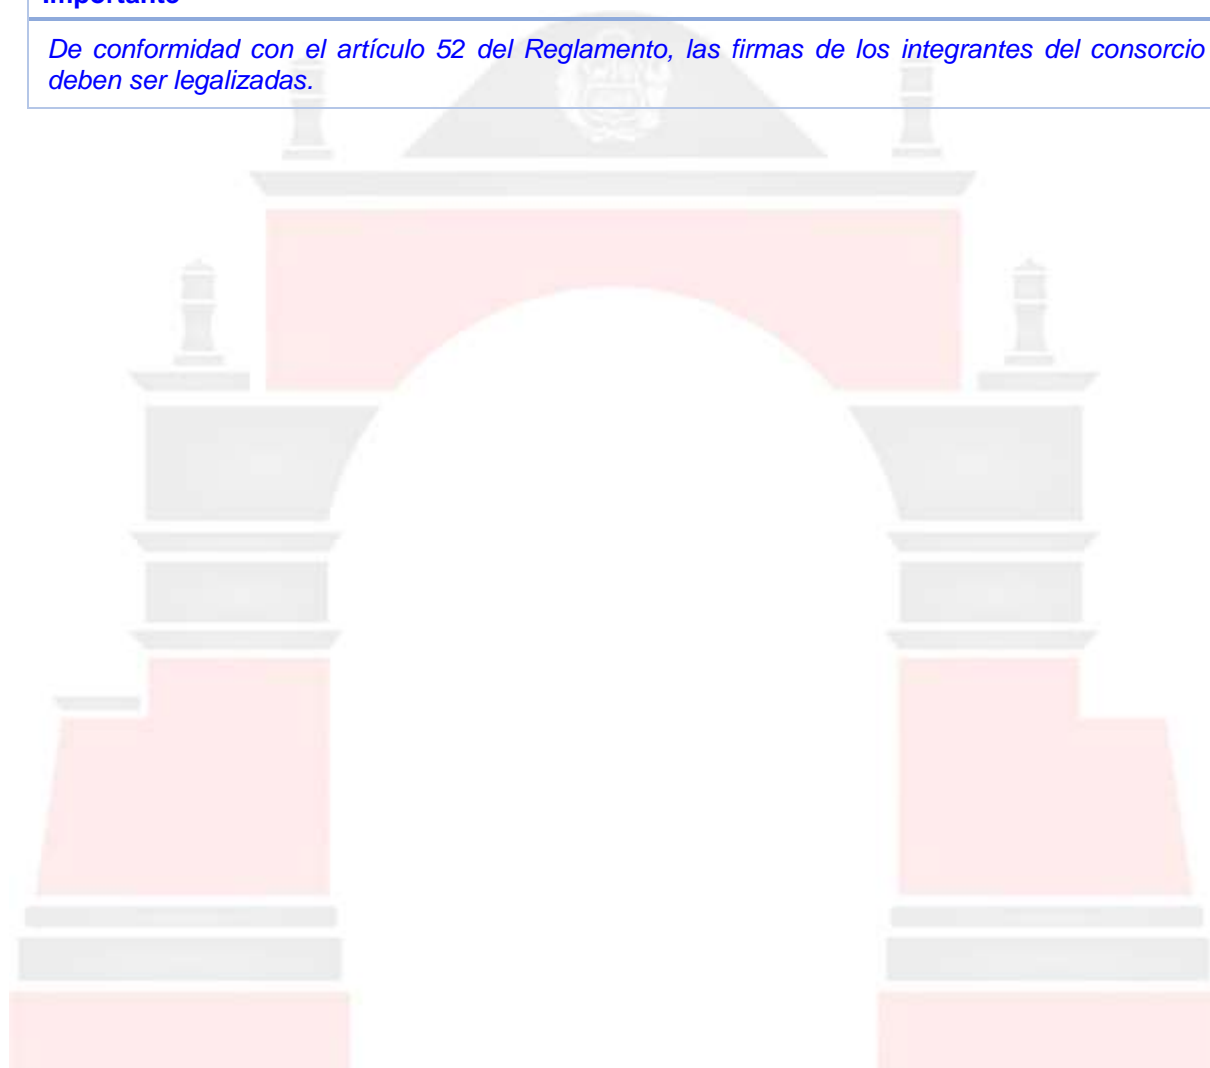 Importante
De conformidad con el artículo 52 del Reglamento, las firmas de los integrantes del consorcio
deben ser legalizadas.